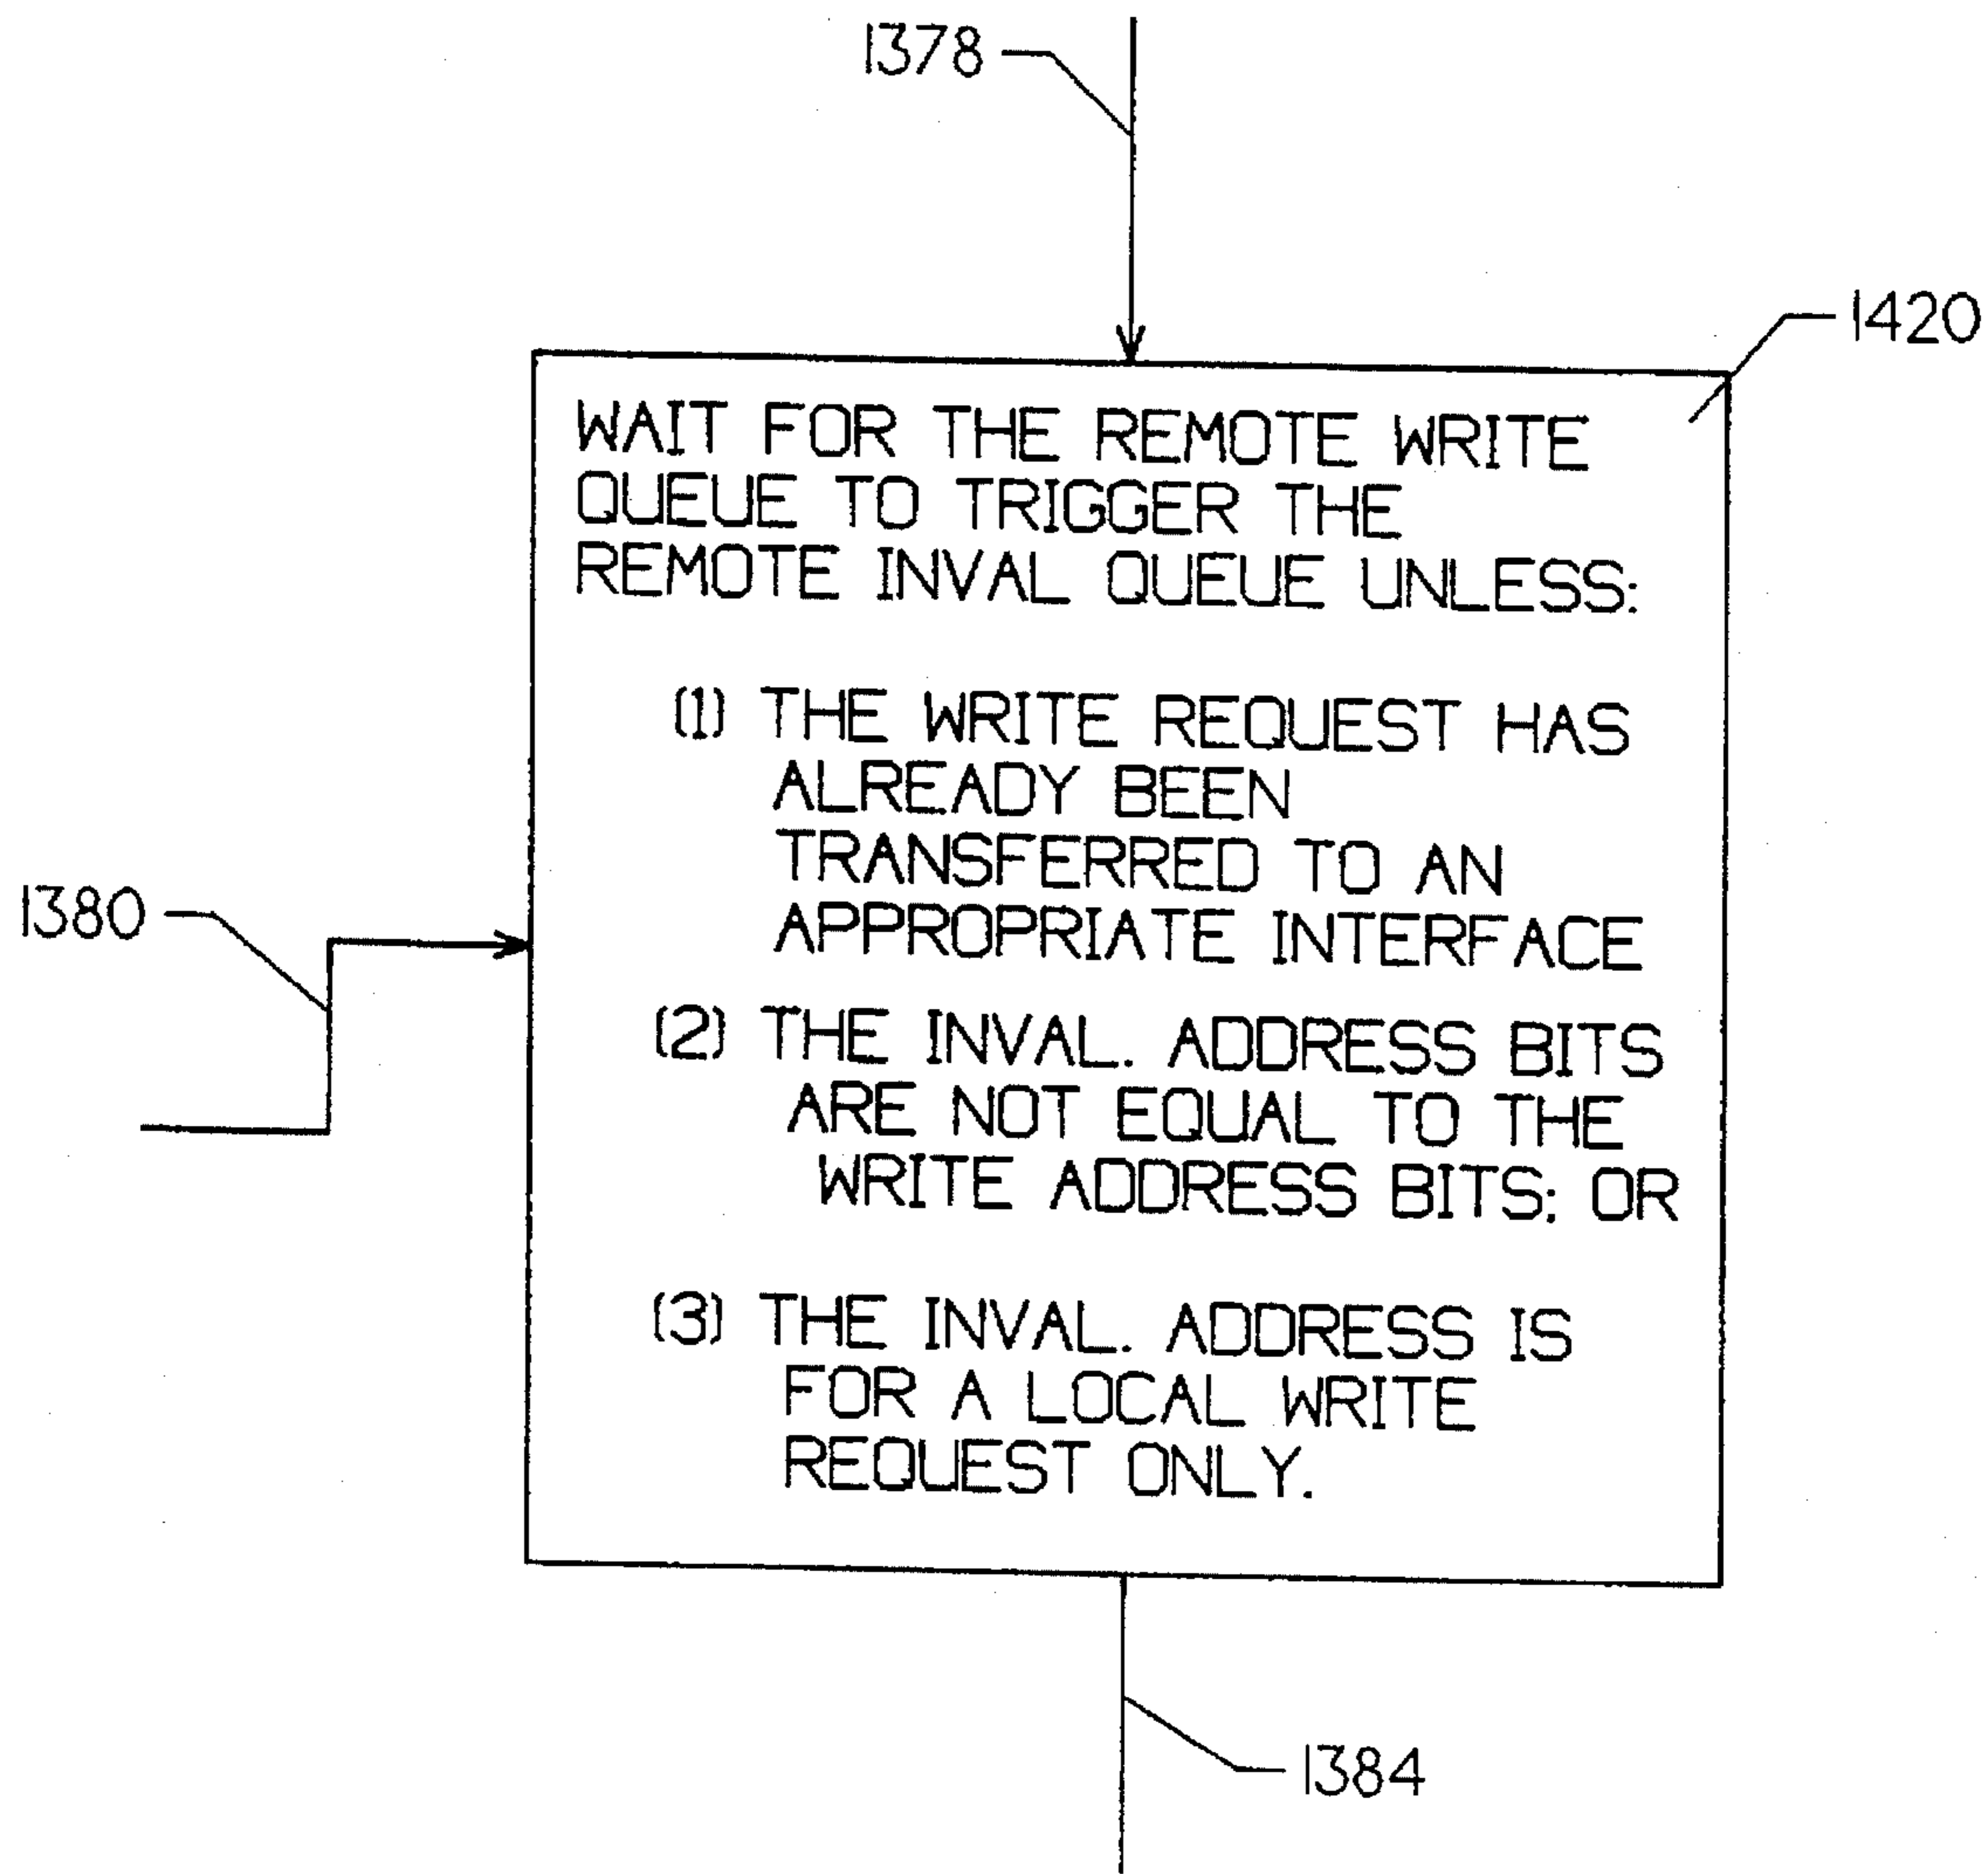 1378
1420
WAIT FOR THE REMOTE WRITE
QUEUE TO TRIGGER THE
REMOTE INVAL QUEUE UNLESS:
(1) THE WRITE REQUEST HAS
ALREADY BEEN
TRANSFERRED TO AN
APPROPRIATE INTERFACE
1380
(2) THE INVAL. ADDRESS BITS
ARE NOT EQUAL TO THE
WRITE ADDRESS BITS; OR
(3) THE INVAL. ADDRESS IS
FOR A LOCAL WRITE
REQUEST ONLY.
1384